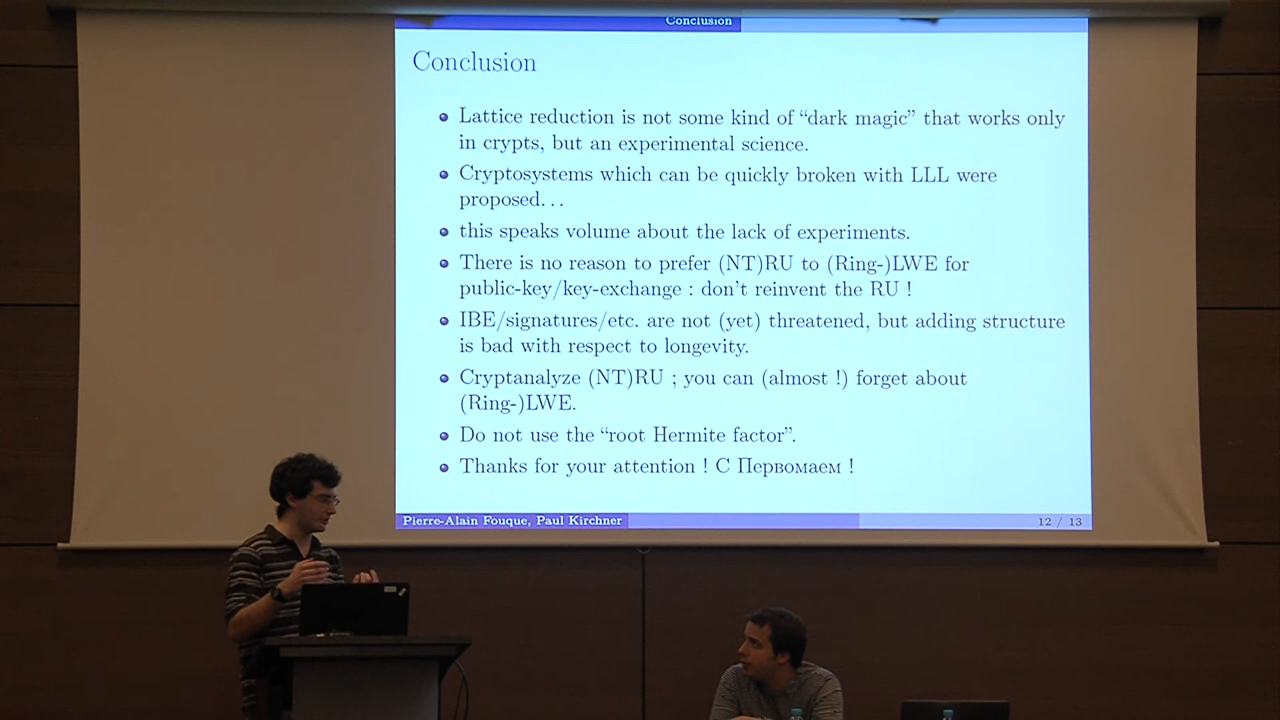 Conclusion
Conclusion
Lattice reduction is not some kind of “dark magic” that works only
in crypts, but an experimental science.
Cryptosystems which can be quickly broken with LLL were
proposed. . .
this speaks volume about the lack of experiments.
There is no reason to prefer (NT)RU to (Ring-)LWE for
public-key/key-exchange : don’t reinvent the RU !
IBE/signatures/etc. are not (yet) threatened, but adding structure
is bad with respect to longevity.
Cryptanalyze (NT)RU ; you can (almost !) forget about
(Ring-)LWE.
Do not use the “root Hermite factor”.
Thanks for your attention ! С Первомаем !
Pierre-Alain Fouque, Paul Kirchner
12 / 13